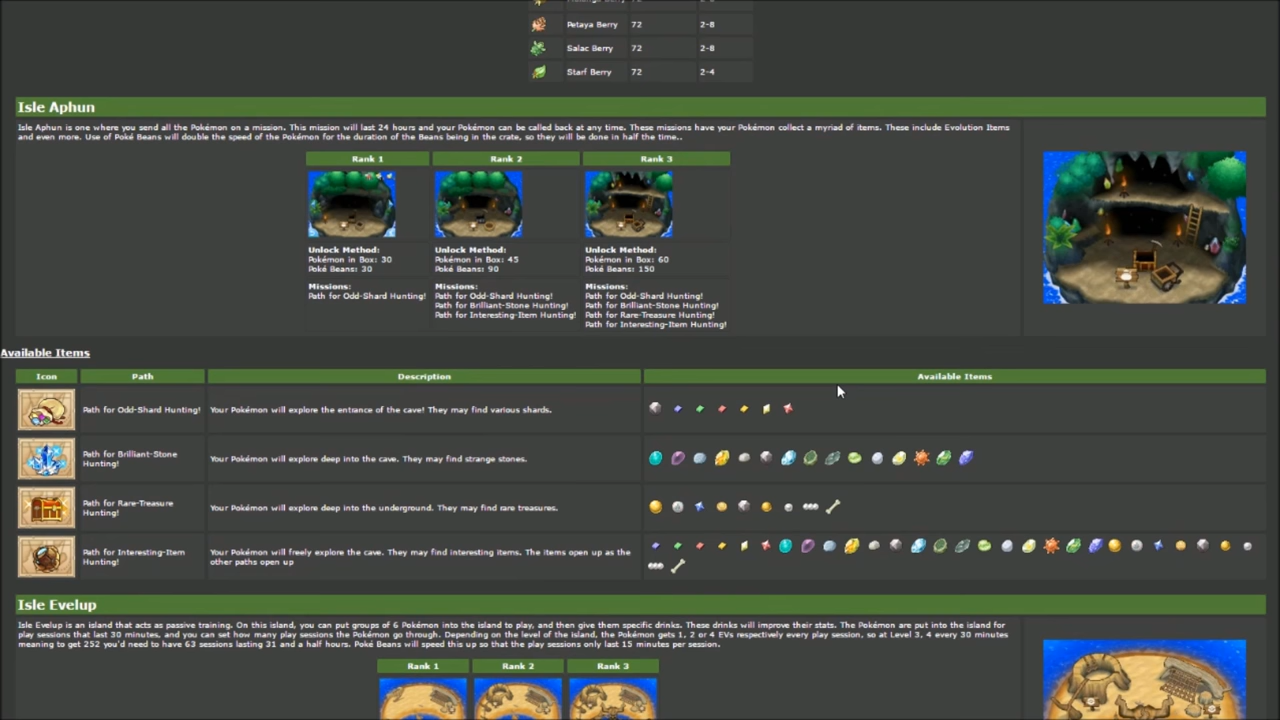 Petaya Berry 72 2-8
Salac Berry 72 2-8
Starf Berry 72 2-4
Isle Aphun
Isle Aphun is one where you send all the Pokémon on a mission. This mission will last 24 hours and your Pokémon can be called back at any time. These missions have your Pokémon collect a myriad of items. These include Evolution Items
and even more. Use of Poké Beans will double the speed of the Pokémon for the duration of the Beans being in the crate, so they will be done in half the time..
Rank 1 Rank 2 Rank 3
Unlock Method: Unlock Method: Unlock Method:
Pokémon in Box: 30 Pokémon in Box: 45 Pokémon in Box: 60
Poké Beans: 30 Poké Beans: 90 Poké Beans: 150
Missions: Missions: Missions:
Path for Odd-Shard Hunting! Path for Odd-Shard Hunting! Path for Odd-Shard Hunting!
Path for Brilliant-Stone Hunting! Path for Brilliant-Stone Hunting!
Path for Interesting-Item Hunting! Path for Rare-Treasure Hunting!
Path for Interesting-Item Hunting!
Available Items
Icon Path Description Available Items
Path for Odd-Shard Hunting! Your Pokémon will explore the entrance of the cave! They may find various shards.
Path for Brilliant-Stone
Hunting!
Your Pokémon will explore deep into the cave. They may find strange stones.
Path for Rare-Treasure
Hunting!
Your Pokémon will explore deep into the underground. They may find rare treasures.
Path for Interesting-Item
Hunting!
Your Pokémon will freely explore the cave. They may find interesting items. The items open up as the
other paths open up
Isle Evelup
Isle Evelup is an island that acts as passive training. On this island, you can put groups of 6 Pokémon into the island to play, and then give them specific drinks. These drinks will improve their stats. The Pokémon are put into the island for
play sessions that last 30 minutes, and you can set how many play sessions the Pokémon go through. Depending on the level of the Island, the Pokémon gets 1, 2 or 4 EVs respectively every play session, so at Level 3, 4 every 30 minutes
meaning to get 252 you'd need to have 63 sessions lasting 31 and a half hours. Poké Beans will speed this up so that the play sessions only last 15 minutes per session.
Rank 1 Rank 2 Rank 3